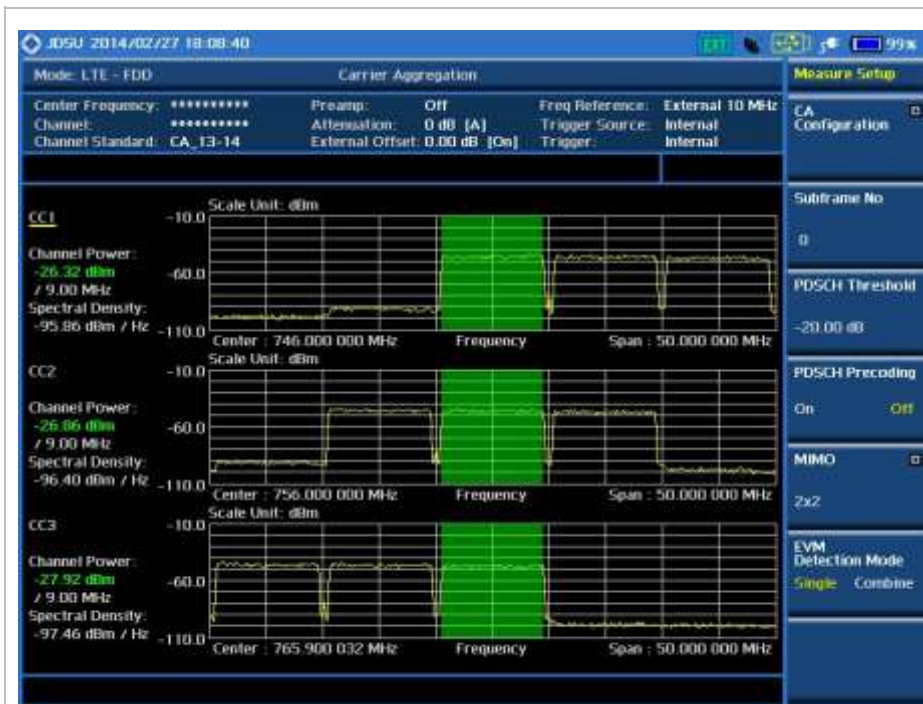 JDSU 2014/02/27 18:08:40 EXT 99%
Mode: LTE - FDD Carrier Aggregation Measure Setup
Center Frequency: ********** Preamp: Off Freq Reference: External 10 MHz
Channel: ********** Attenuation: 0 dB [A] Trigger Source: Internal
Channel Standard: CA_13-14 External Offset: 0.00 dB [On] Trigger: Internal
CA
Configuration
Subframe No
0
PDSCH Threshold
-20.00 dB
PDSCH Precoding
On Off
MIMO
2x2
EVM
Detection Mode
Single Combine
Scale Unit: dBm
CC1 -10.0
Channel Power:
-26.32 dBm -60.0
/ 9.00 MHz
Spectral Density:
-95.86 dBm / Hz -110.0
Center : 746.000 000 MHz Frequency Span : 50.000 000 MHz
Scale Unit: dBm
CC2 -10.0
Channel Power:
-26.86 dBm -60.0
/ 9.00 MHz
Spectral Density:
-96.40 dBm / Hz -110.0
Center : 756.000 000 MHz Frequency Span : 50.000 000 MHz
Scale Unit: dBm
CC3 -10.0
Channel Power:
-27.92 dBm -60.0
/ 9.00 MHz
Spectral Density:
-97.46 dBm / Hz -110.0
Center : 765.900 032 MHz Frequency Span : 50.000 000 MHz